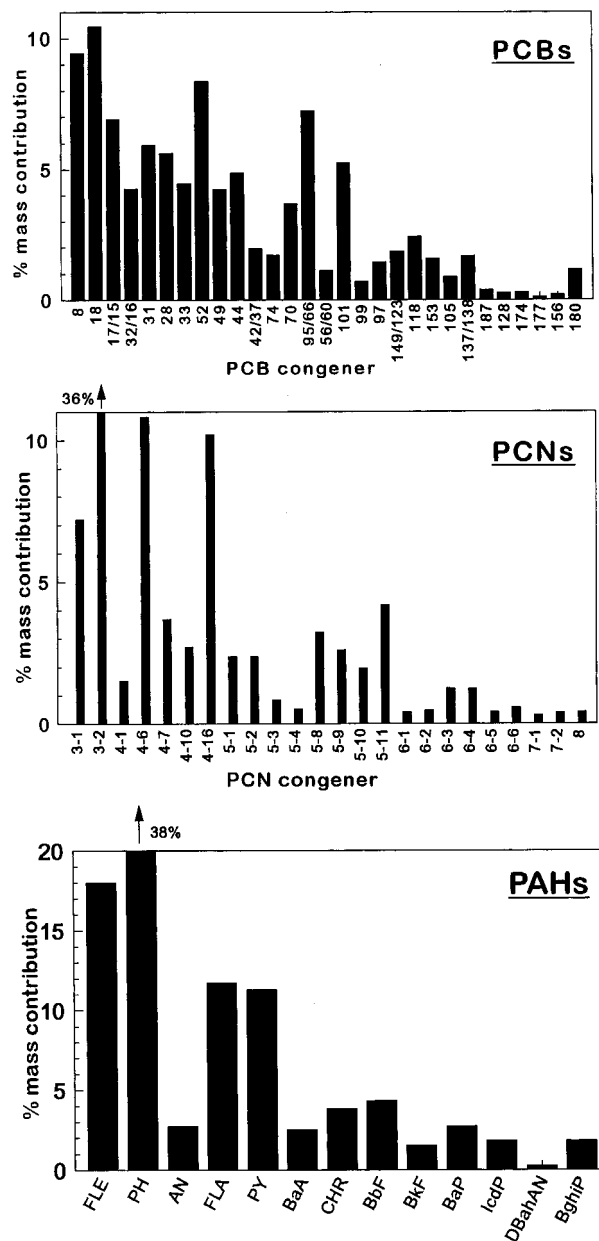 PCBs
% mass contribution
10
5
0
8 18 17/15 32/16 31 28 33 52 49 44 42/37 74 70 95/66 56/60 101 99 97 149/123 118 153 105 137/138 187 128 174 177 156 180
PCB congener
36%
PCNs
% mass contribution
10
5
0
3-1 3-2 4-1 4-6 4-7 4-10 4-16 5-1 5-2 5-3 5-4 5-8 5-9 5-10 5-11 6-1 6-2 6-3 6-4 6-5 6-6 7-1 7-2 8
PCN congener
38%
PAHs
% mass contribution
20
15
10
5
0
FLE PH AN FLA PY BaA CHR BbF BkF BaP IcdP DBahAN BghiP